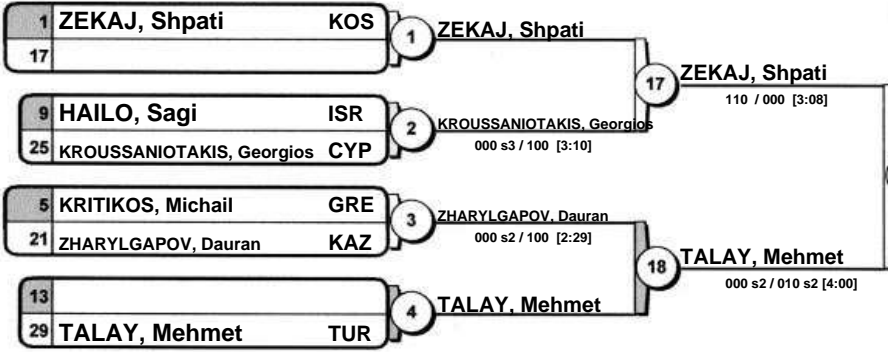 1 ZEKAJ, Shpati KOS
17
1
ZEKAJ, Shpati
9 HAILO, Sagi ISR
25 KROUSSANIOTAKIS, Georgios CYP
2
KROUSSANIOTAKIS, Georgios
000 s3 / 100 [3:10]
17
ZEKAJ, Shpati
110 / 000 [3:08]
5 KRITIKOS, Michail GRE
21 ZHARYLGAPOV, Dauran KAZ
3
ZHARYLGAPOV, Dauran
000 s2 / 100 [2:29]
13
29 TALAY, Mehmet TUR
4
TALAY, Mehmet
18
TALAY, Mehmet
000 s2 / 010 s2 [4:00]